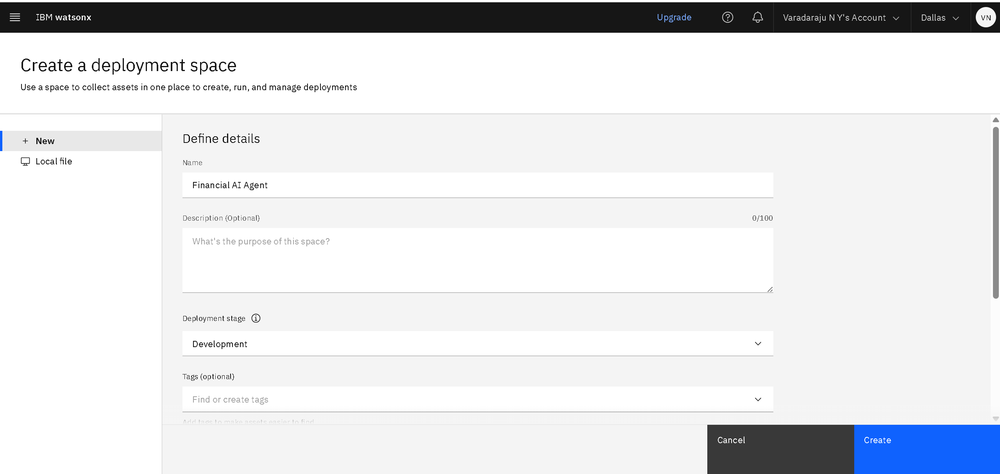 IBM watsonx
Upgrade
Varadaraju N Y's Account
Dallas
VN
Create a deployment space
Use a space to collect assets in one place to create, run, and manage deployments
New
Local file
Define details
Name
Financial AI Agent
Description (Optional)
0/100
What's the purpose of this space?
Deployment stage
Development
Tags (optional)
Find or create tags
Add tags to make assets easier to find
Cancel
Create